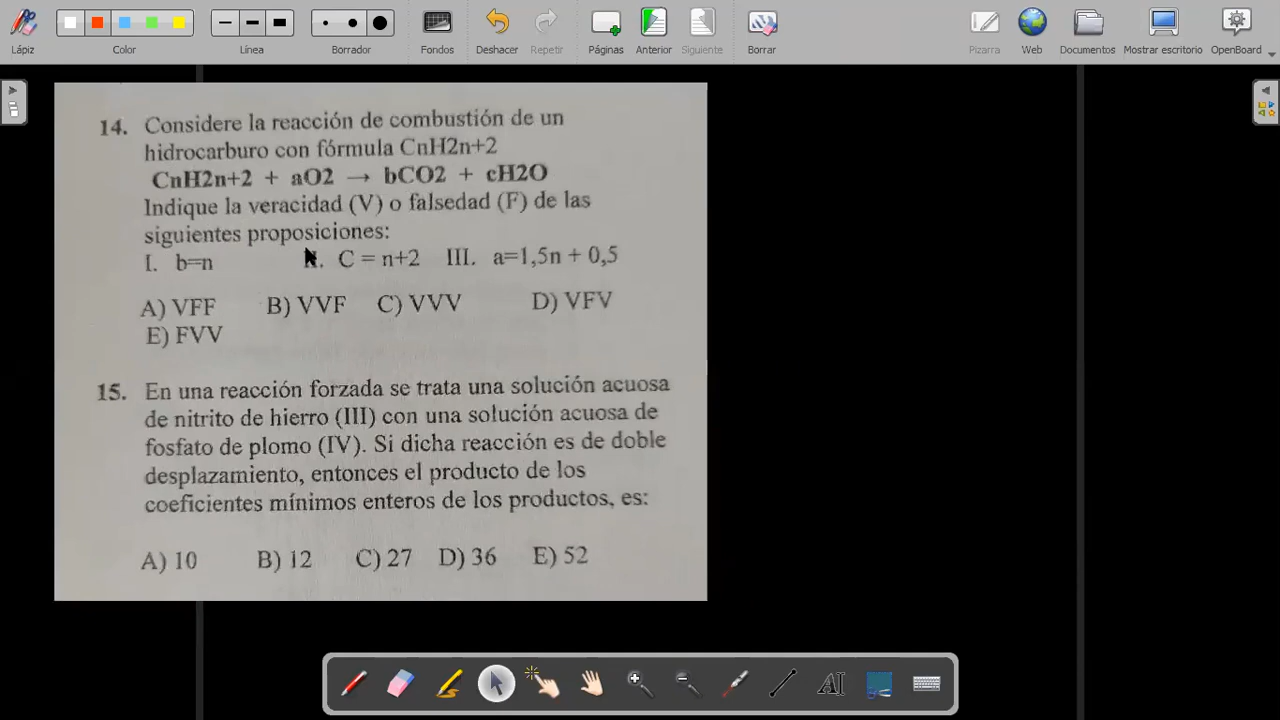 Lápiz
Color
Línea
Borrador
Fondos
Deshacer
Repetir
Páginas
Anterior
Siguiente
Borrar
Pizarra
Web
Documentos
Mostrar escritorio
OpenBoard
14. Considere la reacción de combustión de un
hidrocarburo con fórmula CnH2n+2
CnH2n+2 + aO2 → bCO2 + cH2O
Indique la veracidad (V) o falsedad (F) de las
siguientes proposiciones:
I. b=n C = n+2 III. a=1,5n + 0,5
A) VFF B) VVF C) VVV D) VFV
E) FVV
15. En una reacción forzada se trata una solución acuosa
de nitrito de hierro (III) con una solución acuosa de
fosfato de plomo (IV). Si dicha reacción es de doble
desplazamiento, entonces el producto de los
coeficientes mínimos enteros de los productos, es:
A) 10 B) 12 C) 27 D) 36 E) 52
AI